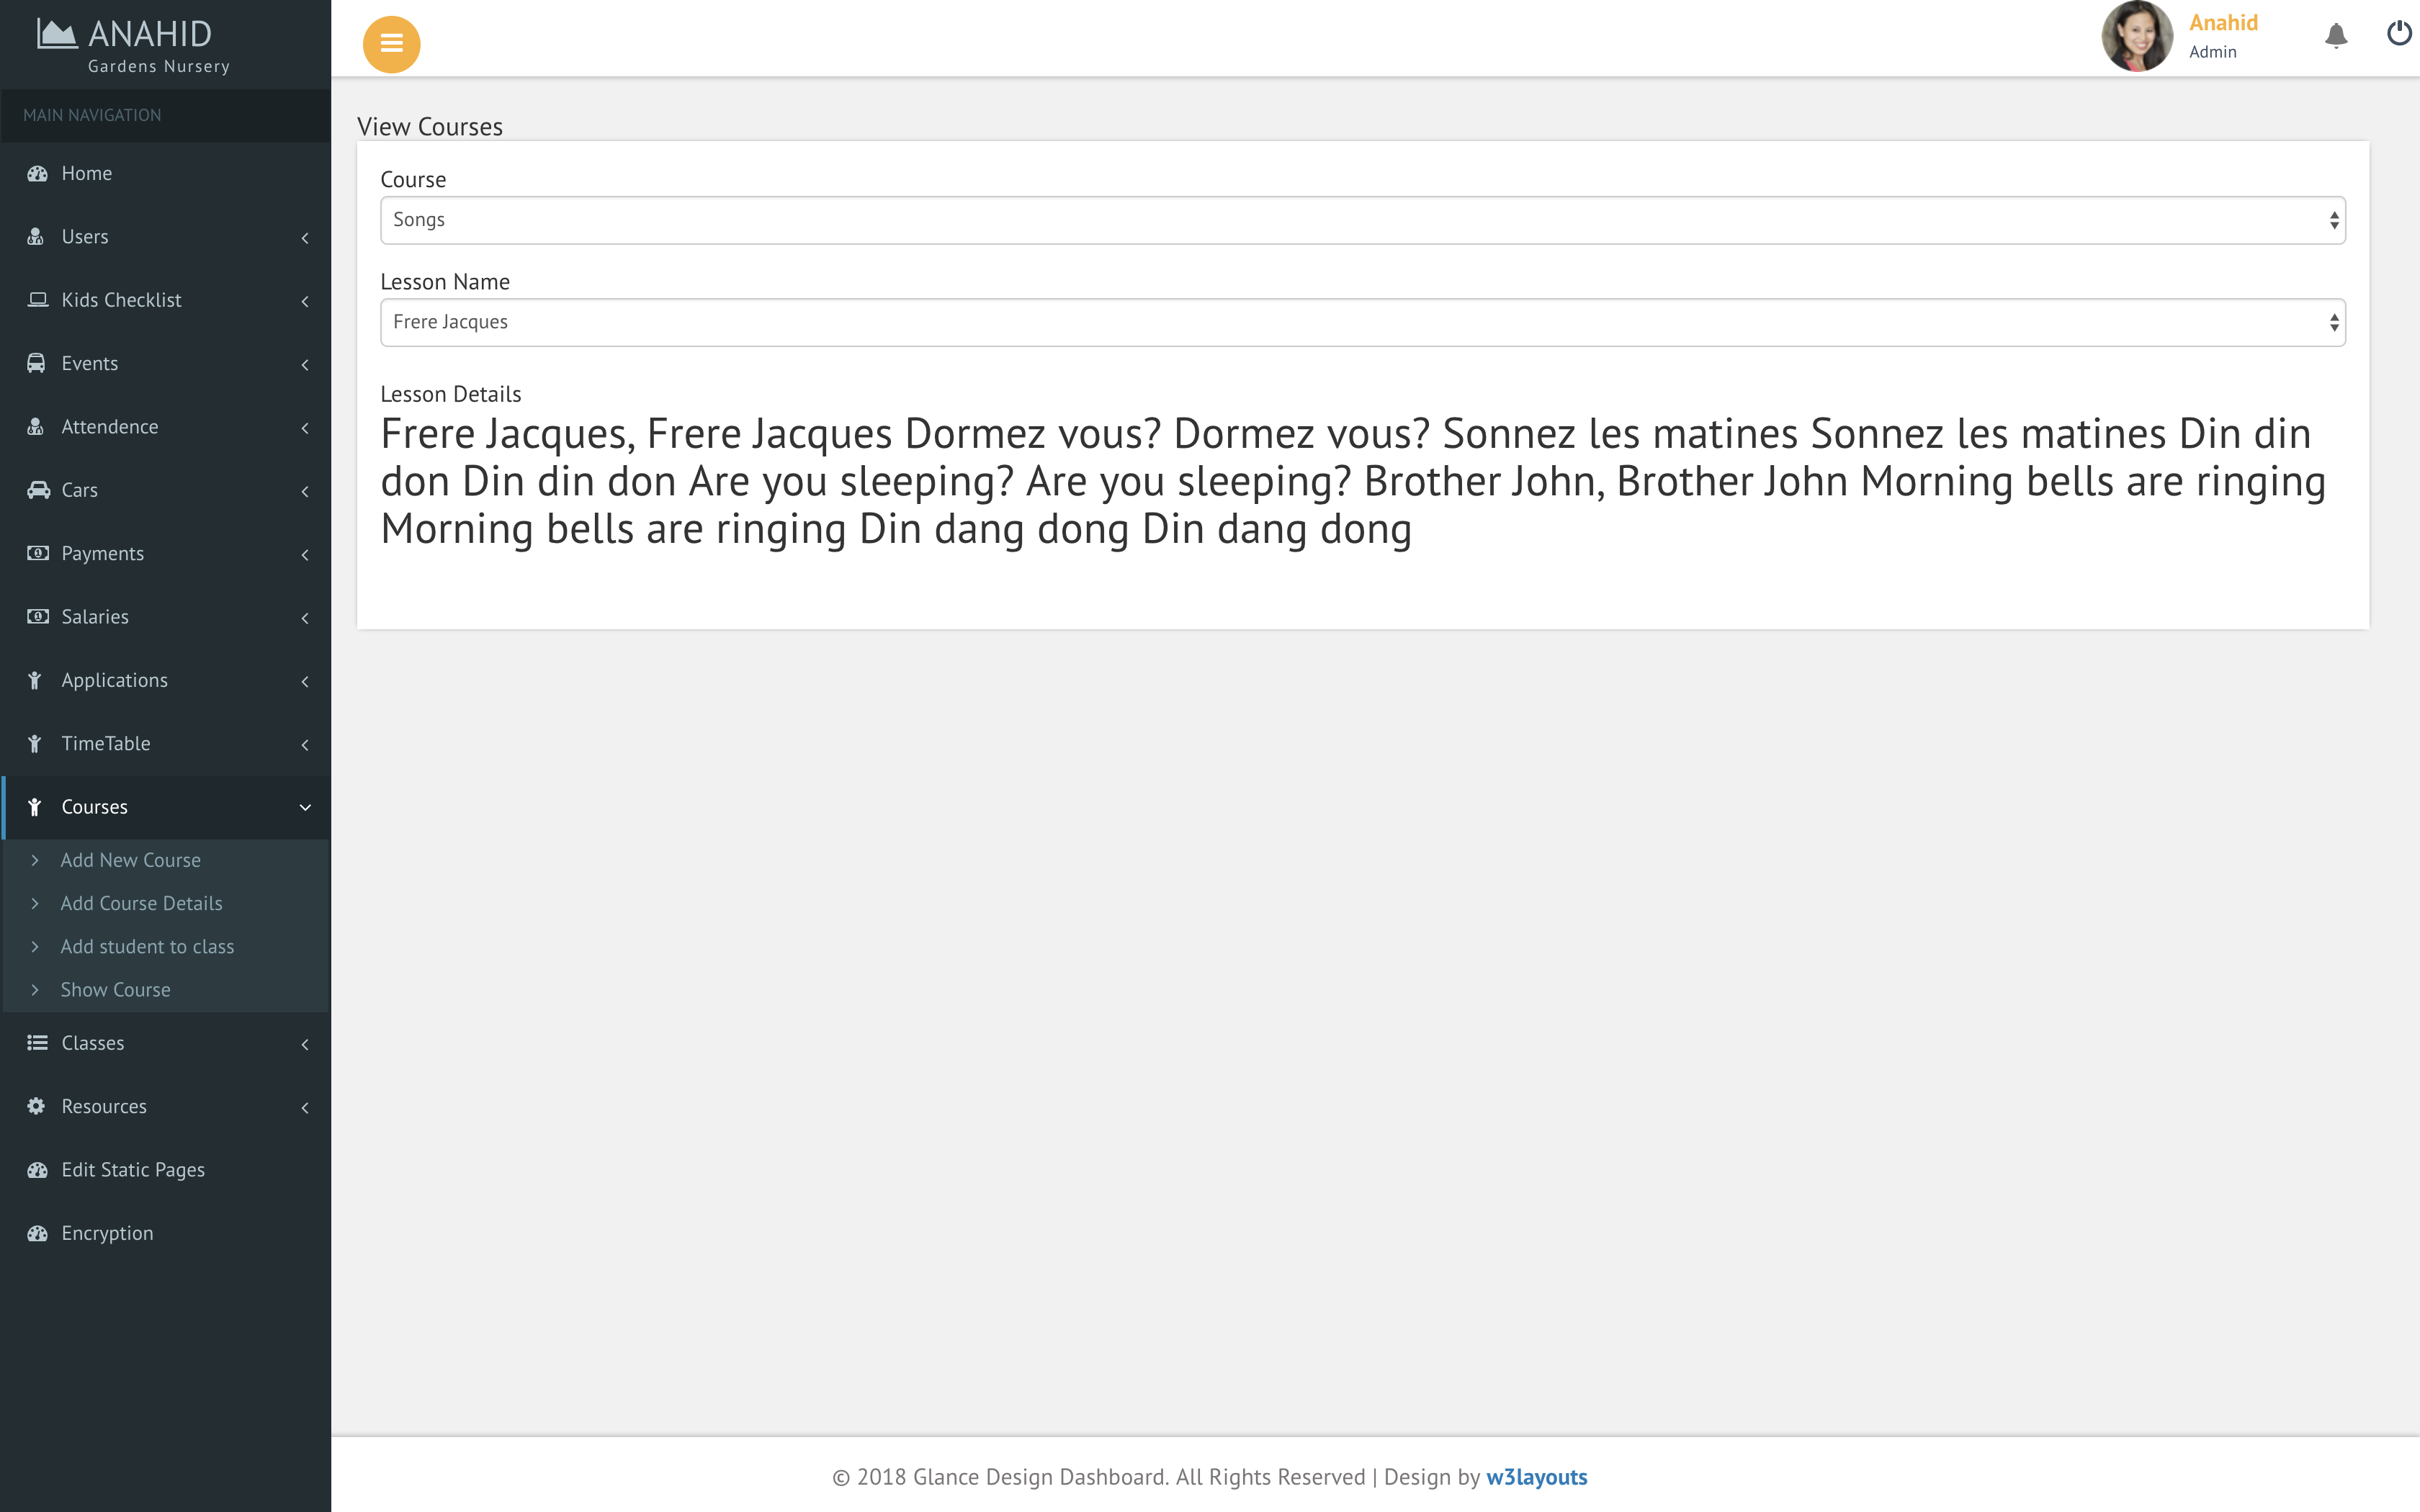 ANAHID
Gardens Nursery
MAIN NAVIGATION
Home
Users
Kids Checklist
Events
Attendence
Cars
Payments
Salaries
Applications
TimeTable
Courses
Add New Course
Add Course Details
Add student to class
Show Course
Classes
Resources
Edit Static Pages
Encryption
Anahid
Admin
View Courses
Course
Songs
Lesson Name
Frere Jacques
Lesson Details
Frere Jacques, Frere Jacques Dormez vous? Dormez vous? Sonnez les matines Sonnez les matines Din din
don Din din don Are you sleeping? Are you sleeping? Brother John, Brother John Morning bells are ringing
Morning bells are ringing Din dang dong Din dang dong
© 2018 Glance Design Dashboard. All Rights Reserved | Design by w3layouts